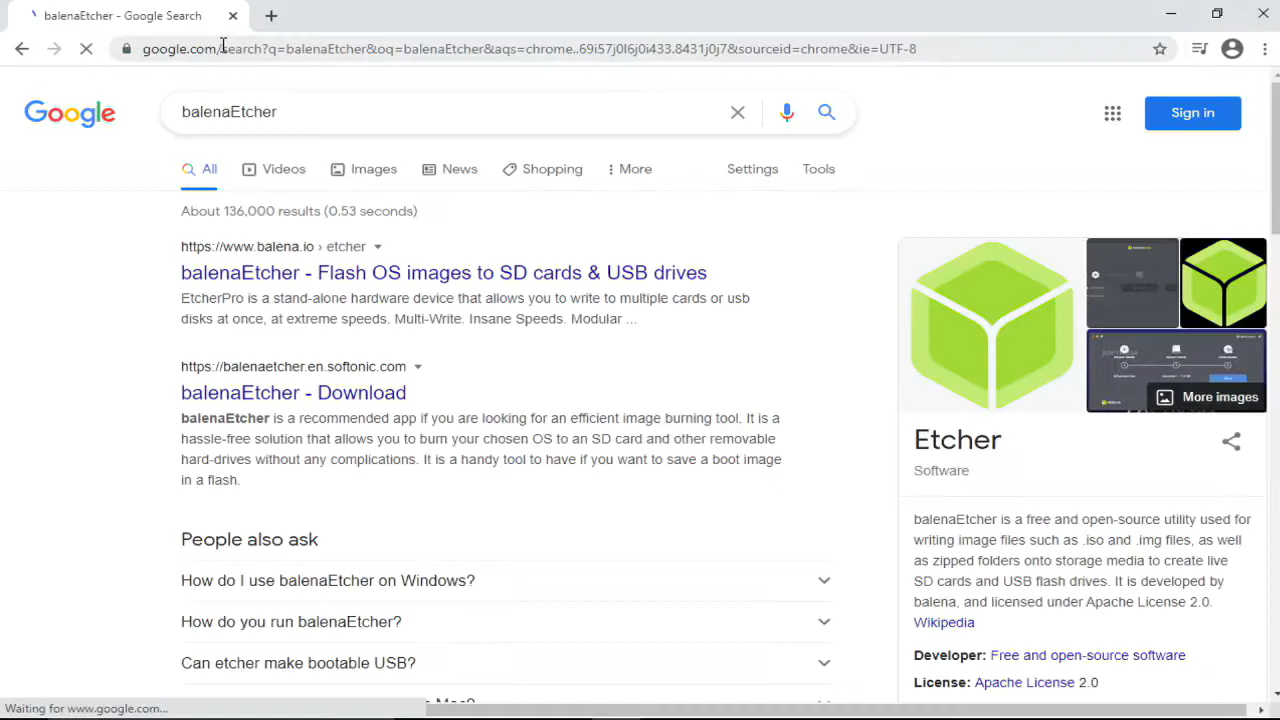 balenaEtcher - Google Search
google.com/search?q=balenaEtcher&oq=balenaEtcher&aqs=chrome..69i57j0l6j0i433.8431j0j7&sourceid=chrome&ie=UTF-8
Google
balenaEtcher
Sign in
All
Videos
Images
News
Shopping
More
Settings
Tools
About 136,000 results (0.53 seconds)
https://www.balena.io › etcher
balenaEtcher - Flash OS images to SD cards & USB drives
EtcherPro is a stand-alone hardware device that allows you to write to multiple cards or usb
disks at once, at extreme speeds. Multi-Write. Insane Speeds. Modular ...
https://balenaetcher.en.softonic.com
balenaEtcher - Download
balenaEtcher is a recommended app if you are looking for an efficient image burning tool. It is a
hassle-free solution that allows you to burn your chosen OS to an SD card and other removable
hard-drives without any complications. It is a handy tool to have if you want to save a boot image
in a flash.
People also ask
How do I use balenaEtcher on Windows?
How do you run balenaEtcher?
Can etcher make bootable USB?
More images
Etcher
Software
balenaEtcher is a free and open-source utility used for
writing image files such as .iso and .img files, as well
as zipped folders onto storage media to create live
SD cards and USB flash drives. It is developed by
balena, and licensed under Apache License 2.0.
Wikipedia
Developer: Free and open-source software
License: Apache License 2.0
Waiting for www.google.com...